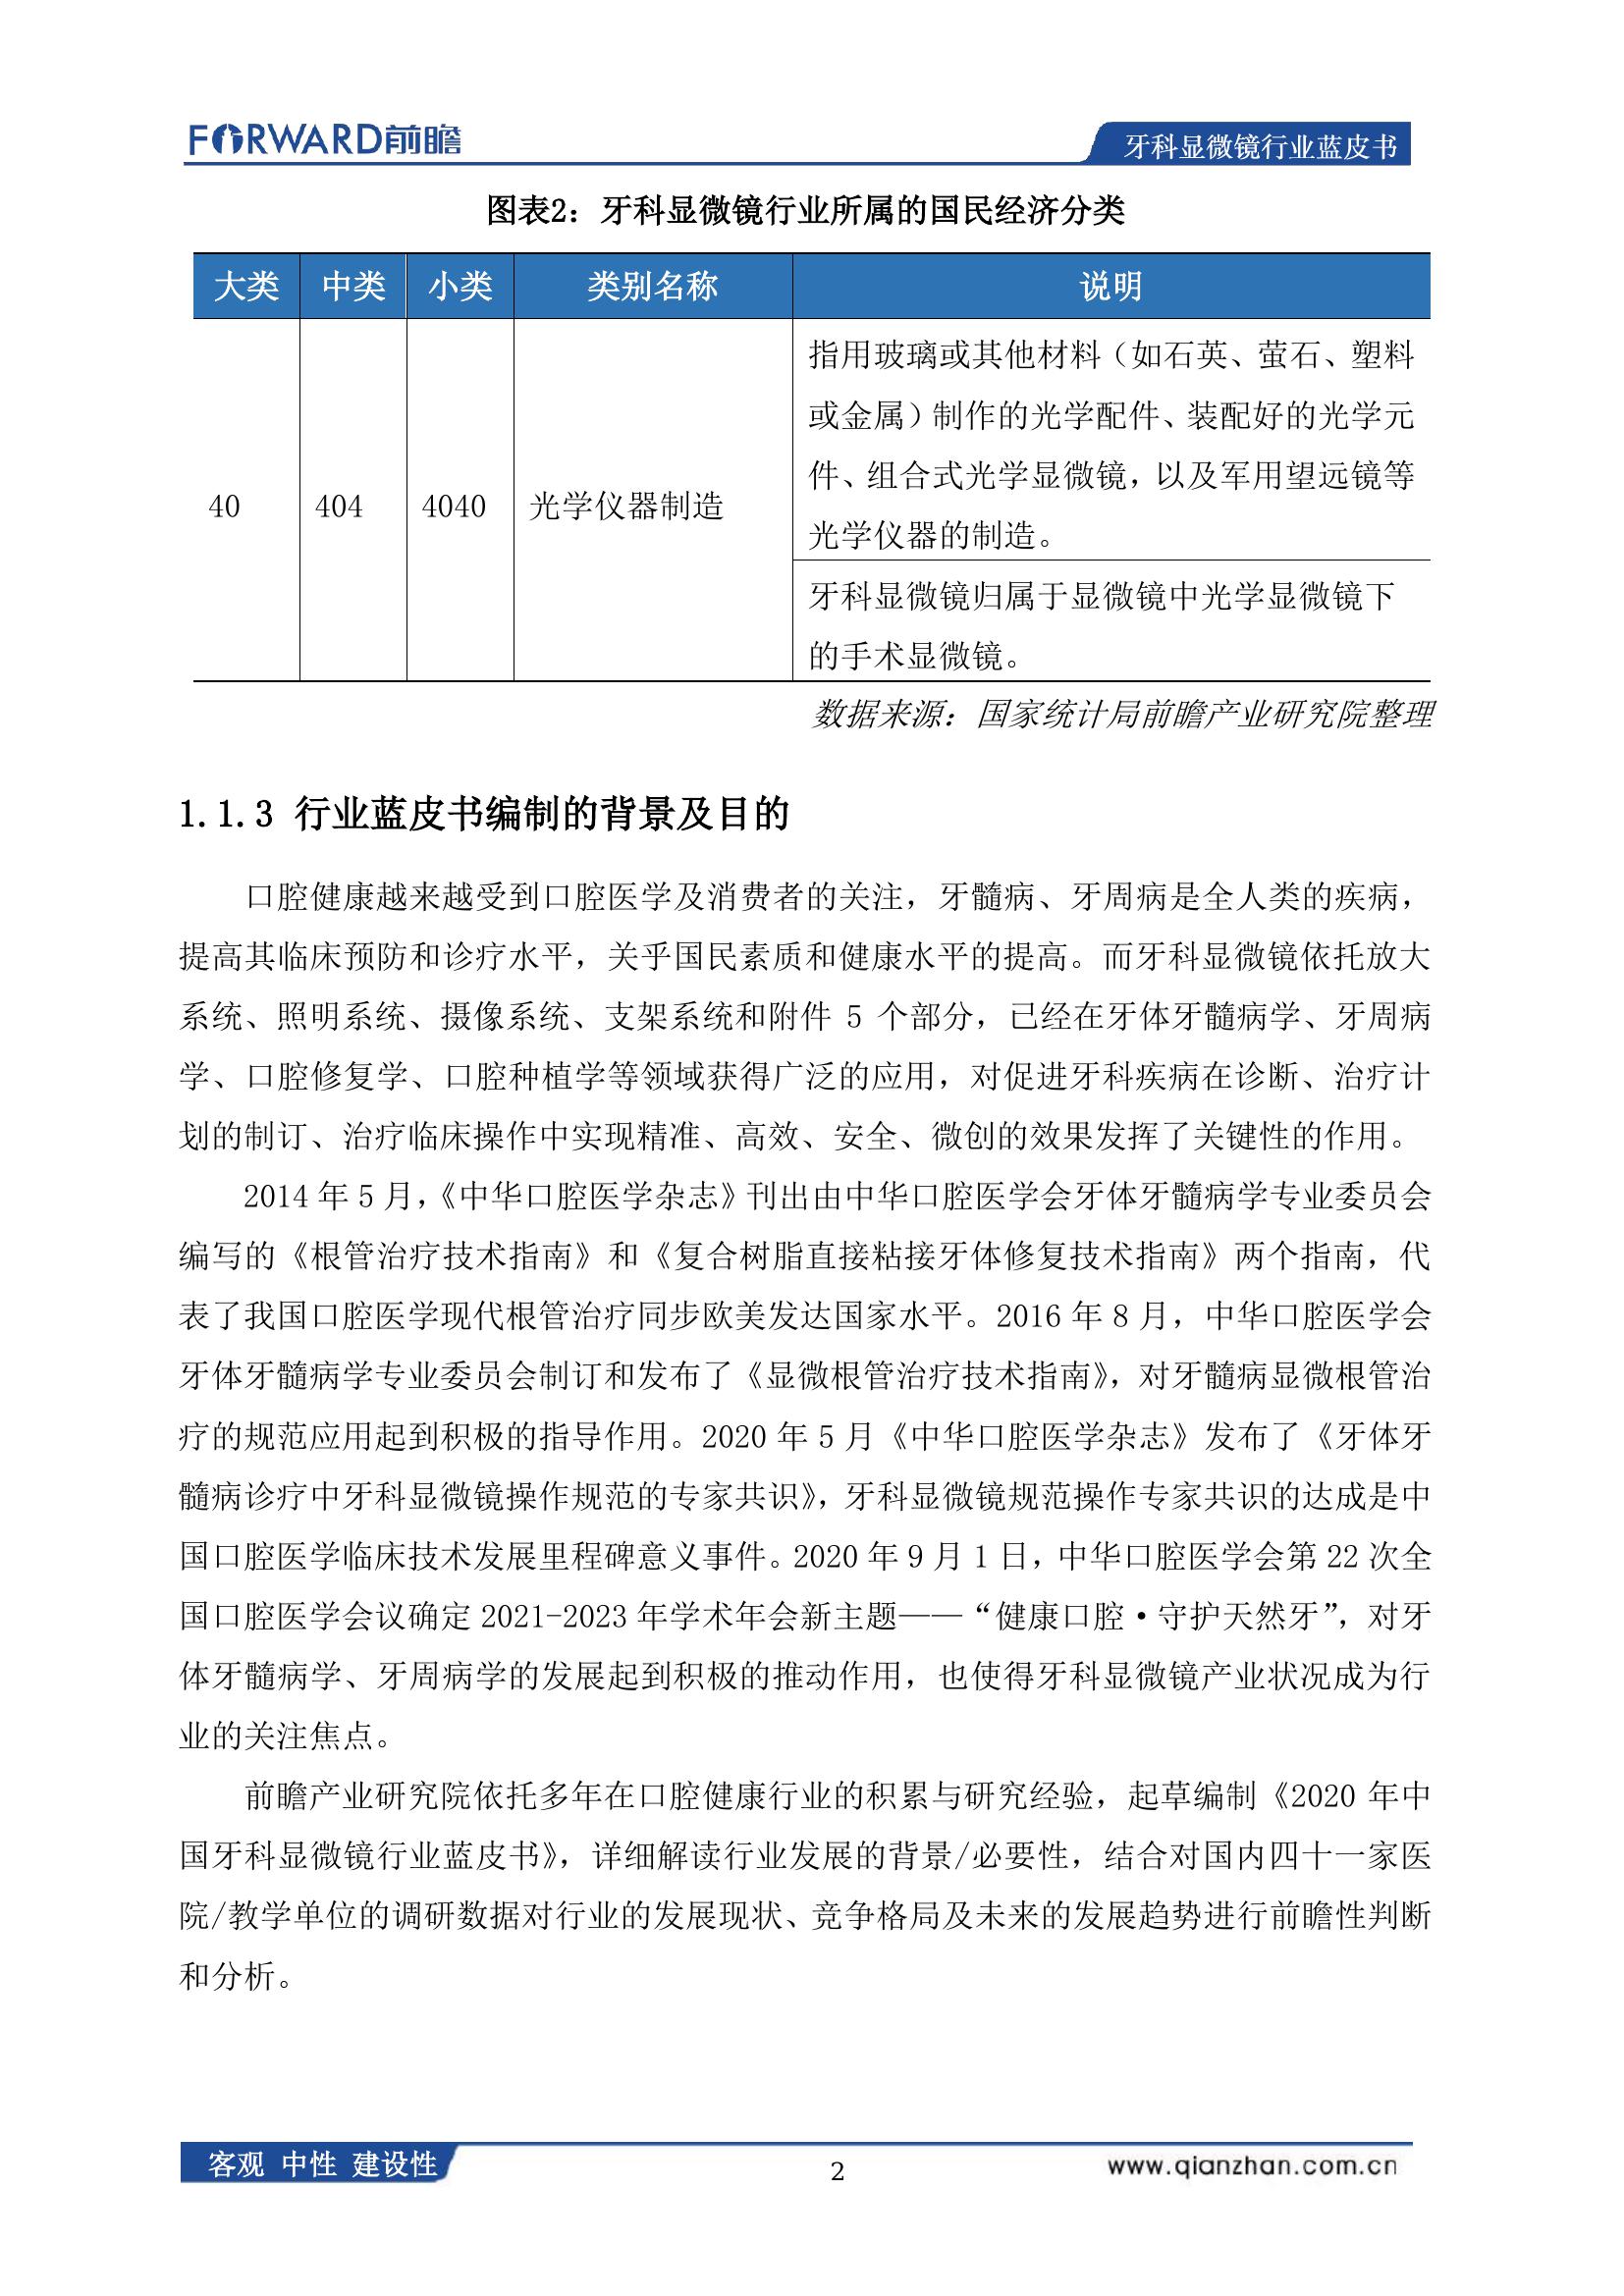 FORWARD前瞻
牙科显微镜行业蓝皮书
图表2：牙科显微镜行业所属的国民经济分类
大类 中类 小类 类别名称 说明
指用玻璃或其他材料（如石英、萤石、塑料
或金属）制作的光学配件、装配好的光学元
件、组合式光学显微镜，以及军用望远镜等
光学仪器的制造。
40 404 4040 光学仪器制造
牙科显微镜归属于显微镜中光学显微镜下
的手术显微镜。
数据来源：国家统计局前瞻产业研究院整理
1.1.3 行业蓝皮书编制的背景及目的
口腔健康越来越受到口腔医学及消费者的关注，牙髓病、牙周病是全人类的疾病，
提高其临床预防和诊疗水平，关乎国民素质和健康水平的提高。而牙科显微镜依托放大
系统、照明系统、摄像系统、支架系统和附件 5 个部分，已经在牙体牙髓病学、牙周病
学、口腔修复学、口腔种植学等领域获得广泛的应用，对促进牙科疾病在诊断、治疗计
划的制订、治疗临床操作中实现精准、高效、安全、微创的效果发挥了关键性的作用。
2014 年 5 月，《中华口腔医学杂志》刊出由中华口腔医学会牙体牙髓病学专业委员会
编写的《根管治疗技术指南》和《复合树脂直接粘接牙体修复技术指南》两个指南，代
表了我国口腔医学现代根管治疗同步欧美发达国家水平。2016 年 8 月，中华口腔医学会
牙体牙髓病学专业委员会制订和发布了《显微根管治疗技术指南》，对牙髓病显微根管治
疗的规范应用起到积极的指导作用。2020 年 5 月《中华口腔医学杂志》发布了《牙体牙
髓病诊疗中牙科显微镜操作规范的专家共识》，牙科显微镜规范操作专家共识的达成是中
国口腔医学临床技术发展里程碑意义事件。2020 年 9 月 1 日，中华口腔医学会第 22 次全
国口腔医学会议确定 2021-2023 年学术年会新主题——“健康口腔·守护天然牙”，对牙
体牙髓病学、牙周病学的发展起到积极的推动作用，也使得牙科显微镜产业状况成为行
业的关注焦点。
前瞻产业研究院依托多年在口腔健康行业的积累与研究经验，起草编制《2020 年中
国牙科显微镜行业蓝皮书》，详细解读行业发展的背景/必要性，结合对国内四十一家医
院/教学单位的调研数据对行业的发展现状、竞争格局及未来的发展趋势进行前瞻性判断
和分析。
客观 中性 建设性
2
www.qianzhan.com.cn